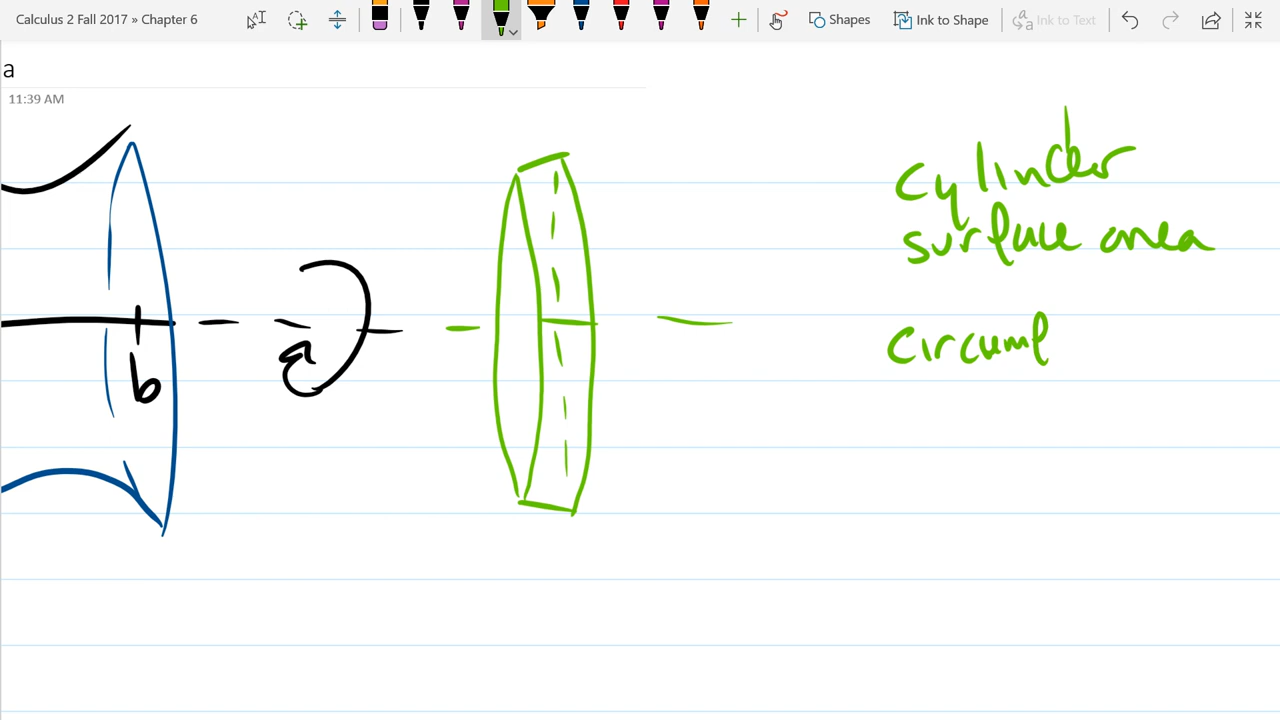 Calculus 2 Fall 2017 » Chapter 6
Shapes
Ink to Shape
Ink to Text
a
11:39 AM
cylinder
surface area
circumf
b